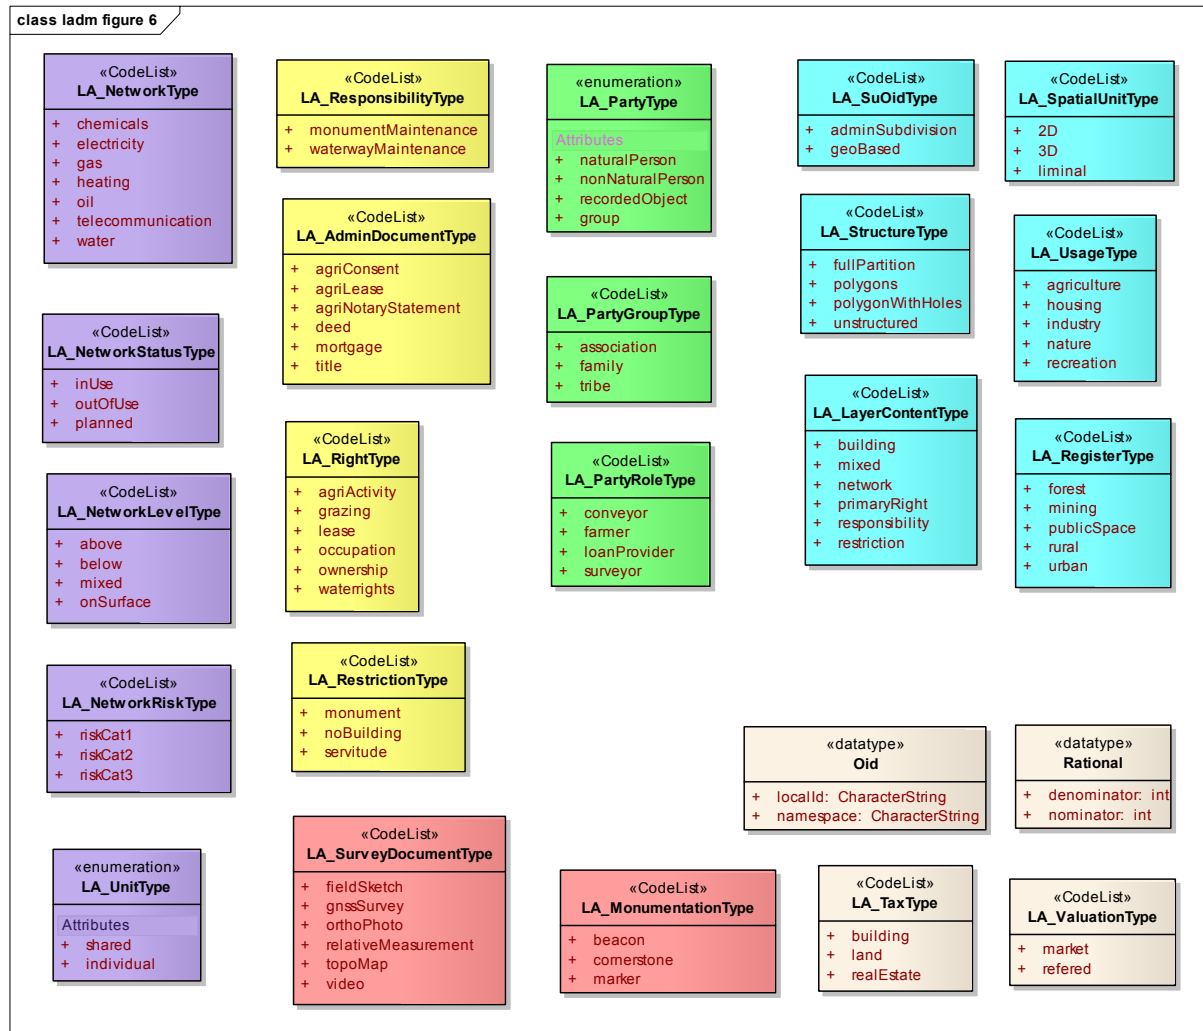 class ladm figure 6
«CodeList»
LA_NetworkType
+ chemicals
+ electricity
+ gas
+ heating
+ oil
+ telecommunication
+ water
«CodeList»
LA_NetworkStatusType
+ inUse
+ outOfUse
+ planned
«CodeList»
LA_NetworkLevelType
+ above
+ below
+ mixed
+ onSurface
«CodeList»
LA_NetworkRiskType
+ riskCat1
+ riskCat2
+ riskCat3
«enumeration»
LA_UnitType
Attributes
+ shared
+ individual
«CodeList»
LA_ResponsibilityType
+ monumentMaintenance
+ waterwayMaintenance
«CodeList»
LA_AdminDocumentType
+ agriConsent
+ agriLease
+ agriNotaryStatement
+ deed
+ mortgage
+ title
«CodeList»
LA_RightType
+ agriActivity
+ grazing
+ lease
+ occupation
+ ownership
+ waterrights
«CodeList»
LA_RestrictionType
+ monument
+ noBuilding
+ servitude
«CodeList»
LA_SurveyDocumentType
+ fieldSketch
+ gnssSurvey
+ orthoPhoto
+ relativeMeasurement
+ topoMap
+ video
«enumeration»
LA_PartyType
Attributes
+ naturalPerson
+ nonNaturalPerson
+ recordedObject
+ group
«CodeList»
LA_PartyGroupType
+ association
+ family
+ tribe
«CodeList»
LA_PartyRoleType
+ conveyor
+ farmer
+ loanProvider
+ surveyor
«CodeList»
LA_MonumentationType
+ beacon
+ cornerstone
+ marker
«CodeList»
LA_SuOidType
+ adminSubdivision
+ geoBased
«CodeList»
LA_StructureType
+ fullPartition
+ polygons
+ polygonWithHoles
+ unstructured
«CodeList»
LA_LayerContentType
+ building
+ mixed
+ network
+ primaryRight
+ responsibility
+ restriction
«datatype»
Oid
+ localId: CharacterString
+ namespace: CharacterString
«CodeList»
LA_TaxType
+ building
+ land
+ realEstate
«CodeList»
LA_SpatialUnitType
+ 2D
+ 3D
+ liminal
«CodeList»
LA_UsageType
+ agriculture
+ housing
+ industry
+ nature
+ recreation
«CodeList»
LA_RegisterType
+ forest
+ mining
+ publicSpace
+ rural
+ urban
«datatype»
Rational
+ denominator: int
+ nominator: int
«CodeList»
LA_ValuationType
+ market
+ refered